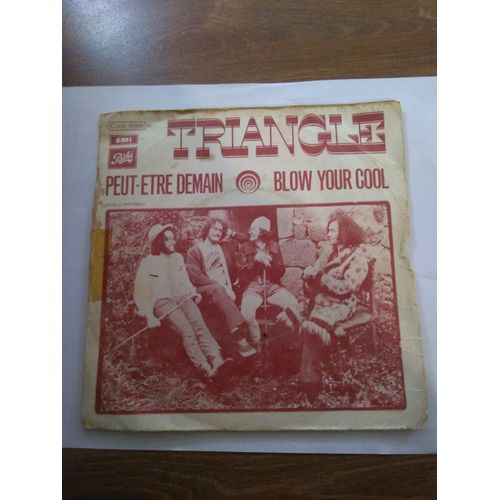 TRIANGLE
EMI
Pathé
PEUT-ETRE DEMAIN BLOW YOUR COOL